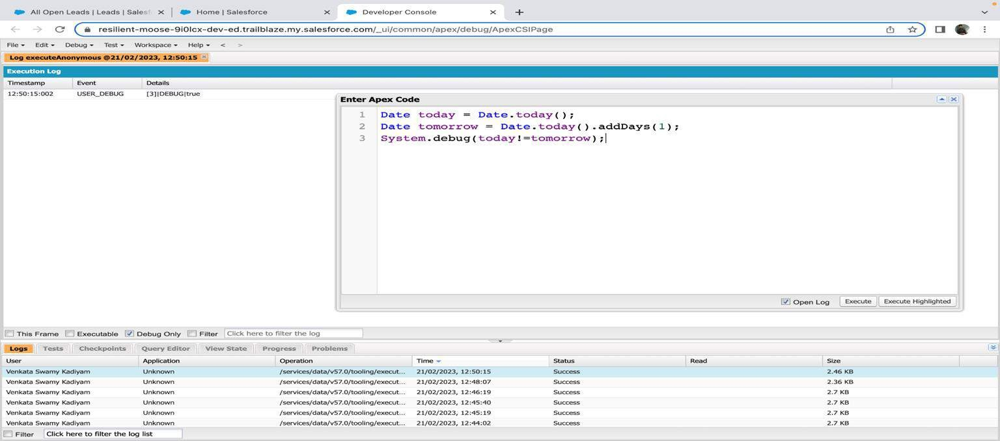 All Open Leads | Leads | Salesf
Home | Salesforce
Developer Console
resilient-moose-9i0lcx-dev-ed.trailblaze.my.salesforce.com/_ui/common/apex/debug/ApexCSIPage
File Edit Debug Test Workspace Help < >
Log executeAnonymous @21/02/2023, 12:50:15
Execution Log
Timestamp Event Details
12:50:15:002 USER_DEBUG [3]|DEBUG|true
Enter Apex Code
1 Date today = Date.today();
2 Date tomorrow = Date.today().addDays(1);
3 System.debug(today!=tomorrow);
Open Log Execute Execute Highlighted
This Frame Executable Debug Only Filter Click here to filter the log
Logs Tests Checkpoints Query Editor View State Progress Problems
User Application Operation Time Status Read Size
Venkata Swamy Kadiyam Unknown /services/data/v57.0/tooling/execut... 21/02/2023, 12:50:15 Success 2.46 KB
Venkata Swamy Kadiyam Unknown /services/data/v57.0/tooling/execut... 21/02/2023, 12:48:07 Success 2.36 KB
Venkata Swamy Kadiyam Unknown /services/data/v57.0/tooling/execut... 21/02/2023, 12:46:19 Success 2.7 KB
Venkata Swamy Kadiyam Unknown /services/data/v57.0/tooling/execut... 21/02/2023, 12:45:40 Success 2.7 KB
Venkata Swamy Kadiyam Unknown /services/data/v57.0/tooling/execut... 21/02/2023, 12:45:19 Success 2.7 KB
Venkata Swamy Kadiyam Unknown /services/data/v57.0/tooling/execut... 21/02/2023, 12:44:02 Success 2.7 KB
Filter Click here to filter the log list